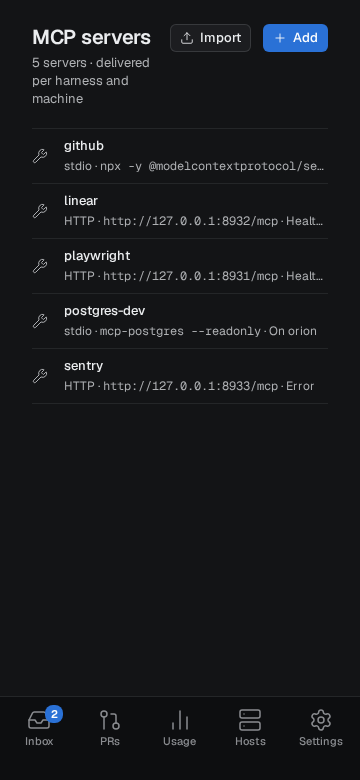 MCP servers
Import
Add
5 servers · delivered
per harness and
machine
github
stdio · npx -y @modelcontextprotocol/se…
linear
HTTP · http://127.0.0.1:8932/mcp · Healt…
playwright
HTTP · http://127.0.0.1:8931/mcp · Healt…
postgres-dev
stdio · mcp-postgres --readonly · On orion
sentry
HTTP · http://127.0.0.1:8933/mcp · Error
2
Inbox
PRs
Usage
Hosts
Settings